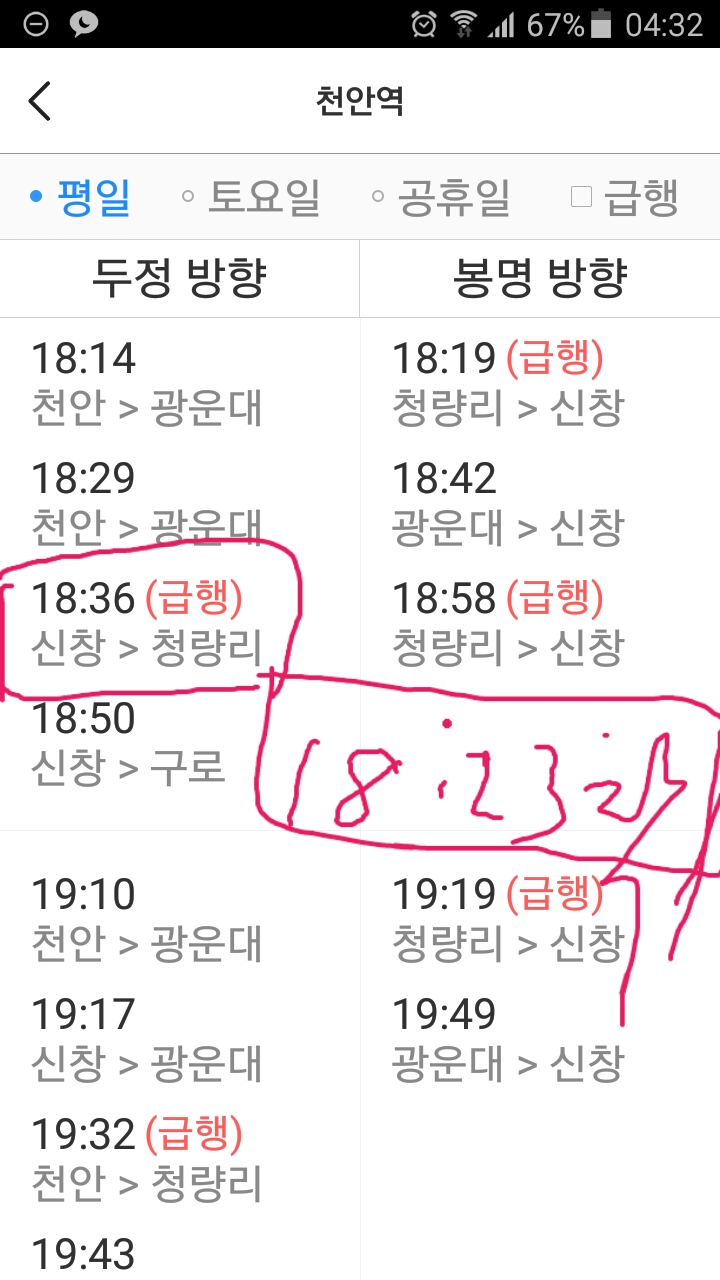 67% 04:32
천안역
평일 토요일 공휴일 급행
두정 방향
18:14
천안 > 광운대
18:29
천안 > 광운대
18:36 (급행)
신창 > 청량리
18:50
신창 > 구로
19:10
천안 > 광운대
19:17
신창 > 광운대
19:32 (급행)
천안 > 청량리
19:43
봉명 방향
18:19 (급행)
청량리 > 신창
18:42
광운대 > 신창
18:58 (급행)
청량리 > 신창
18:23
19:19 (급행)
청량리 > 신창
19:49
광운대 > 신창